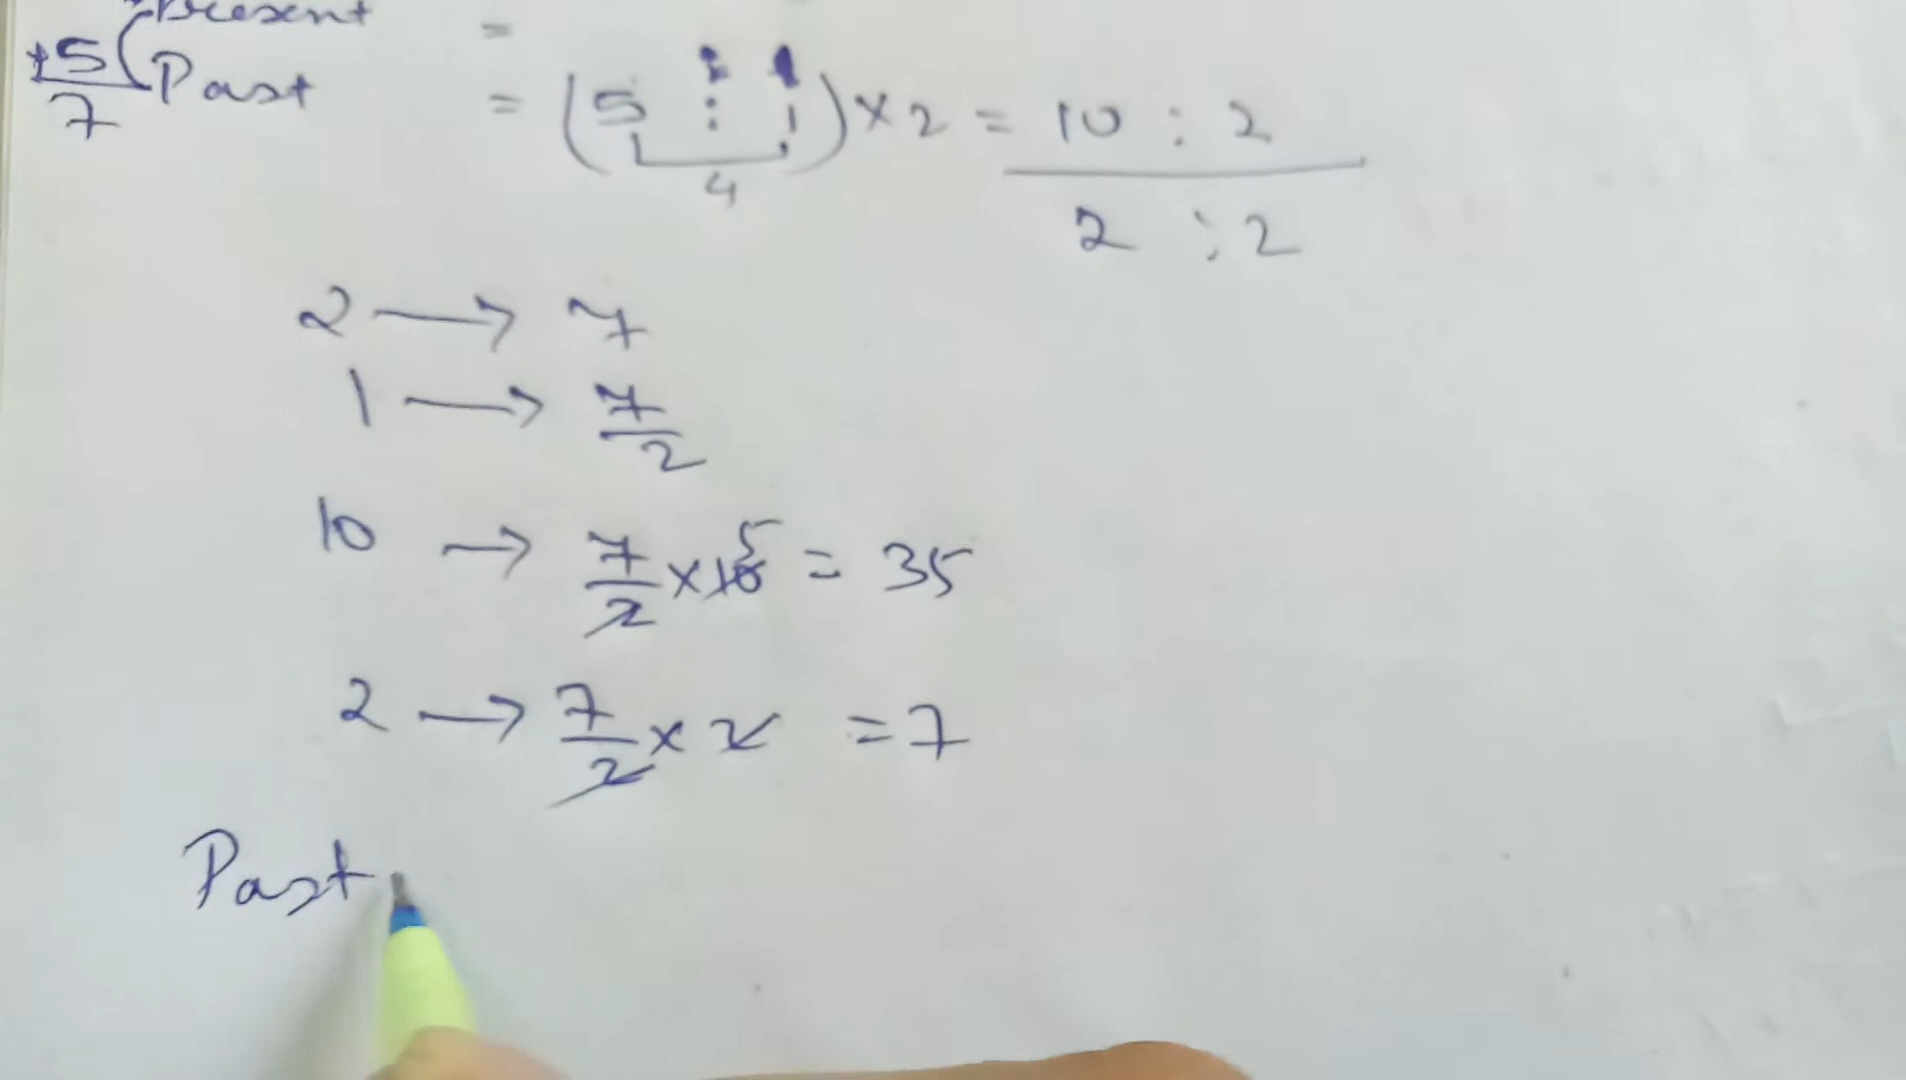 Present =
+5/7 Past = (5 : 1) × 2 = 10 : 2
4
2 : 2
2 → 7
1 → 7/2
10 → 7/2 × 10 5 = 35
2 → 7/2 × 2 = 7
Past